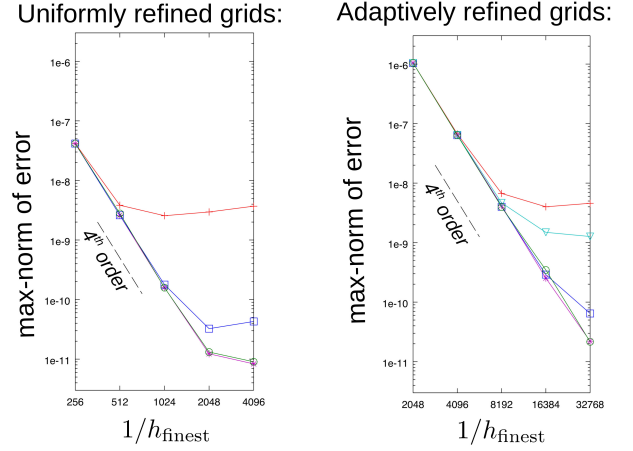 Uniformly refined grids:
max-norm of error
1e-6
1e-7
1e-8
1e-9
1e-10
1e-11
4th order
256 512 1024 2048 4096
1/h_finest
Adaptively refined grids:
max-norm of error
1e-6
1e-7
1e-8
1e-9
1e-10
1e-11
4th order
2048 4096 8192 16384 32768
1/h_finest